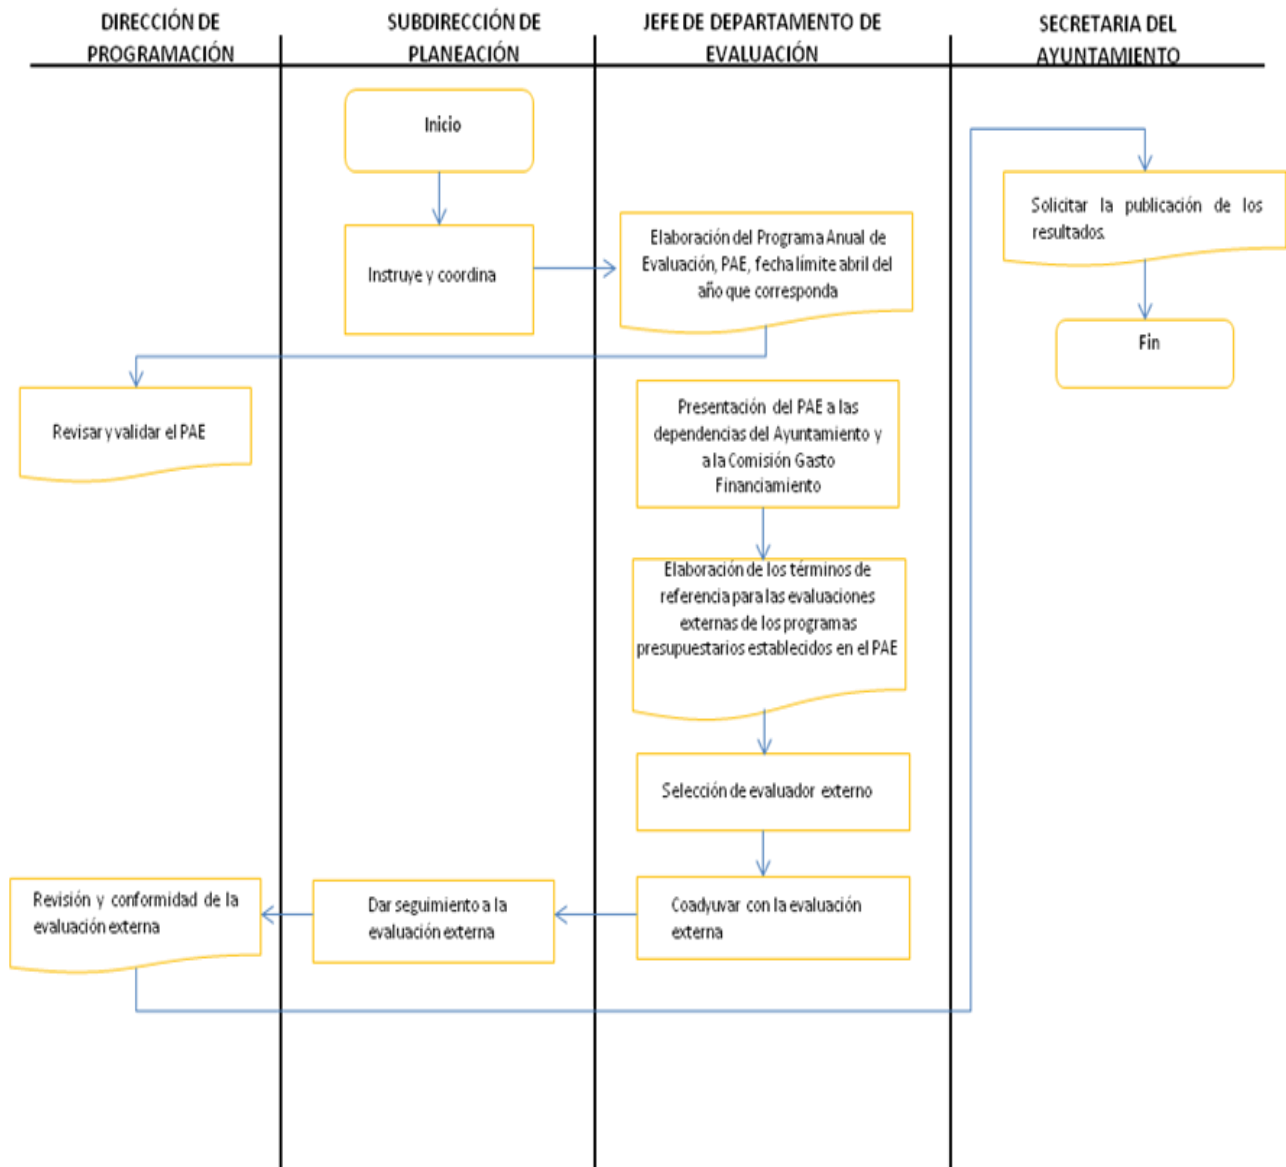 DIRECCIÓN DE
PROGRAMACIÓN
SUBDIRECCIÓN DE
PLANEACIÓN
JEFE DE DEPARTAMENTO DE
EVALUACIÓN
SECRETARIA DEL
AYUNTAMIENTO
Inicio
Instruye y coordina
Elaboración del Programa Anual de
Evaluación, PAE, fecha límite abril del
año que corresponda
Revisar y validar el PAE
Presentación del PAE a las
dependencias del Ayuntamiento y
a la Comisión Gasto
Financiamiento
Elaboración de los términos de
referencia para las evaluaciones
externas de los programas
presupuestarios establecidos en el PAE
Selección de evaluador externo
Coadyuvar con la evaluación
externa
Dar seguimiento a la
evaluación externa
Revisión y conformidad de la
evaluación externa
Solicitar la publicación de los
resultados.
Fin